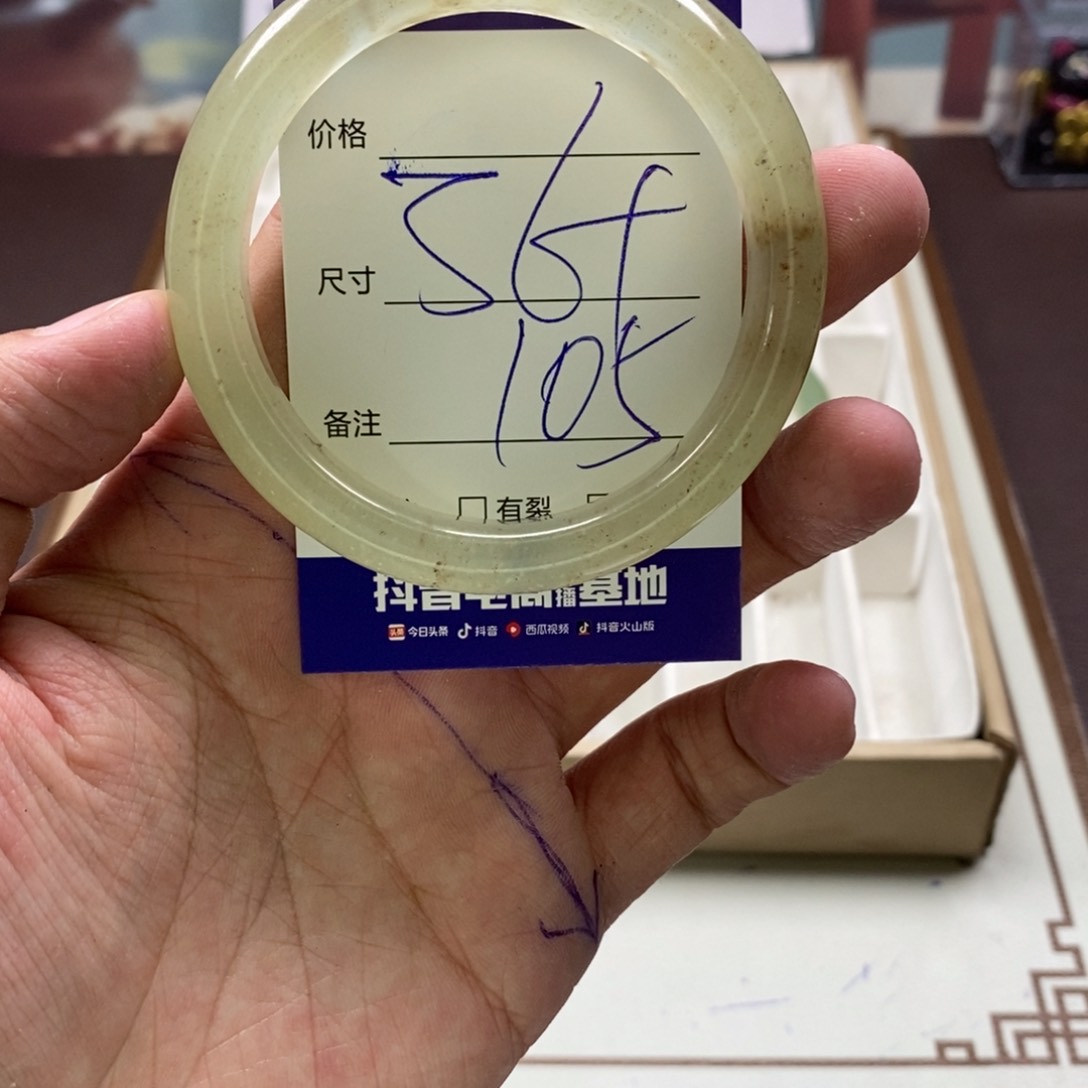 价格
56f
尺寸
105
备注
有裂
抖音电商直播基地
今日头条 抖音 西瓜视频 抖音火山版